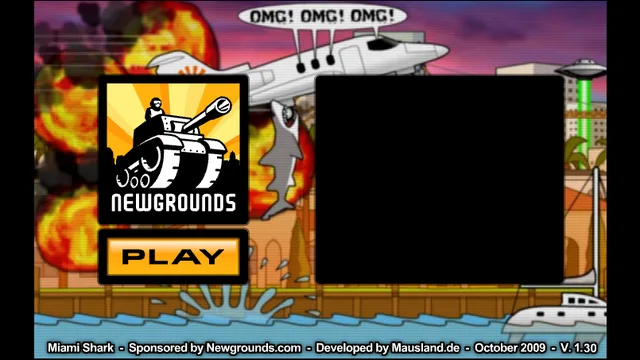 OMG! OMG! OMG!
NEWGROUNDS
PLAY
Miami Shark - Sponsored by Newgrounds.com - Developed by Mausland.de - October 2009 - V. 1.30